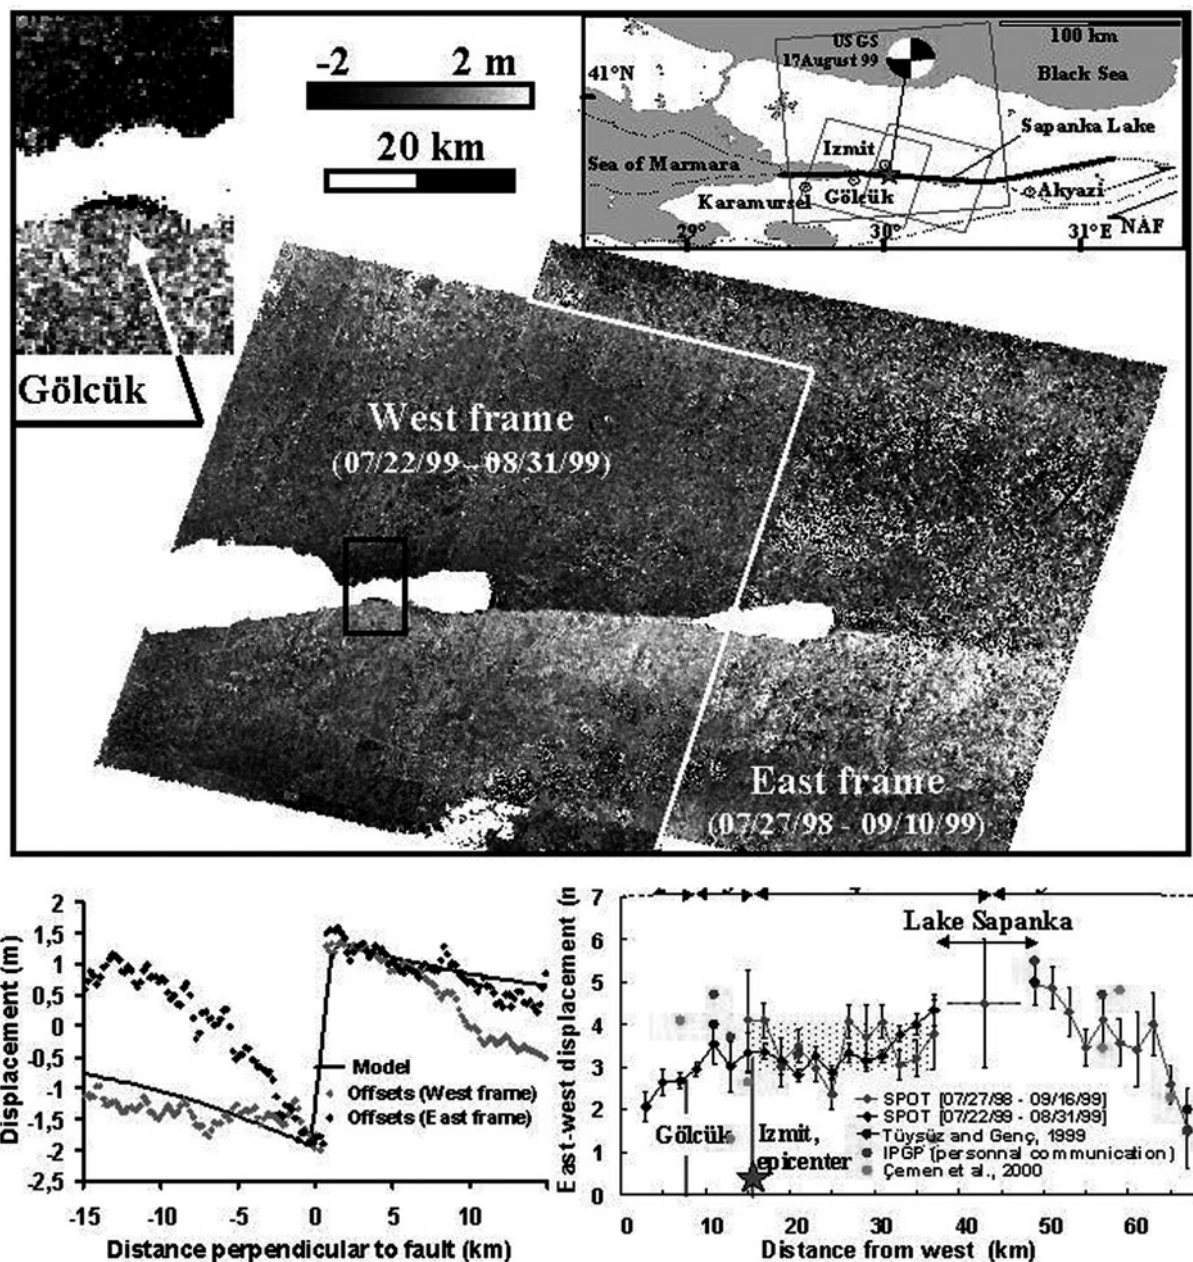 -2 2 m
20 km
Gölcük
USGS
17August 99
100 km
41°N
Black Sea
Sapanka Lake
Izmit
Sea of Marmara
Karamursel
Gölcük
Akyazi
NAF
29° 30° 31°E
West frame
(07/22/99 - 08/31/99)
East frame
(07/27/98 - 09/10/99)
Displacement (m)
2
1,5
1
0,5
0
-0,5
-1
-1,5
-2
-2,5
Model
Offsets (West frame)
Offsets (East frame)
-15 -10 -5 0 5 10
Distance perpendicular to fault (km)
East-west displacement (
7
6
5
4
3
2
1
0
Lake Sapanka
Gölcük
Izmit,
epicenter
SPOT [07/27/98 - 09/16/99]
SPOT [07/22/99 - 08/31/99]
Tüysüz and Genç, 1999
IPGP (personnal communication)
Çemen et al., 2000
0 10 20 30 40 50 60
Distance from west (km)